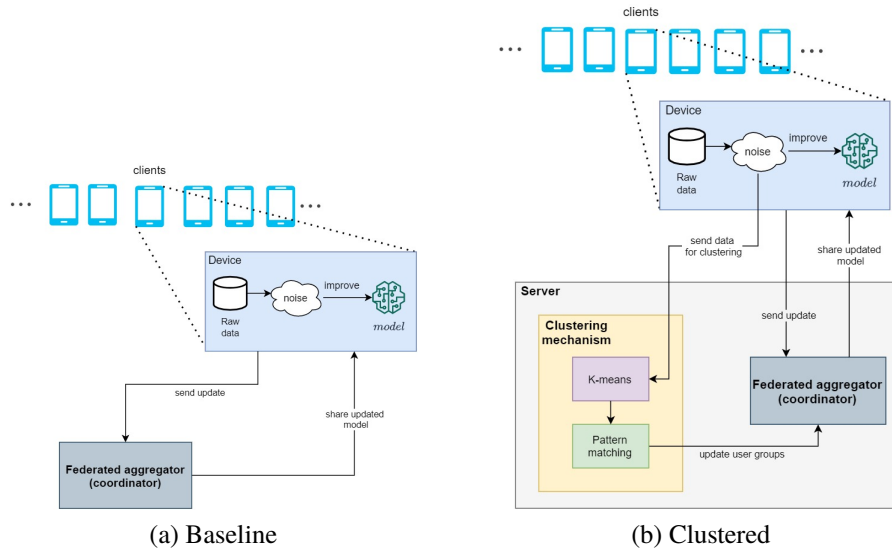 clients
Device
Raw
data
noise
improve
model
send update
share updated
model
Federated aggregator
(coordinator)
(a) Baseline
clients
Device
Raw
data
noise
improve
model
send data
for clustering
share updated
model
Server
send update
Clustering
mechanism
K-means
Pattern
matching
Federated aggregator
(coordinator)
update user groups
(b) Clustered